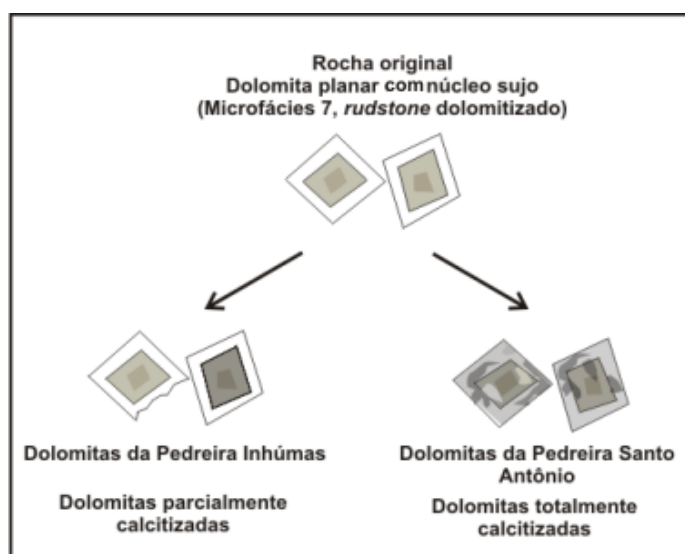 Rocha original
Dolomita planar com núcleo sujo
(Microfácies 7, rudstone dolomitizado)
Dolomitas da Pedreira Inhúmas
Dolomitas parcialmente
calcitizadas
Dolomitas da Pedreira Santo
Antônio
Dolomitas totalmente
calcitizadas